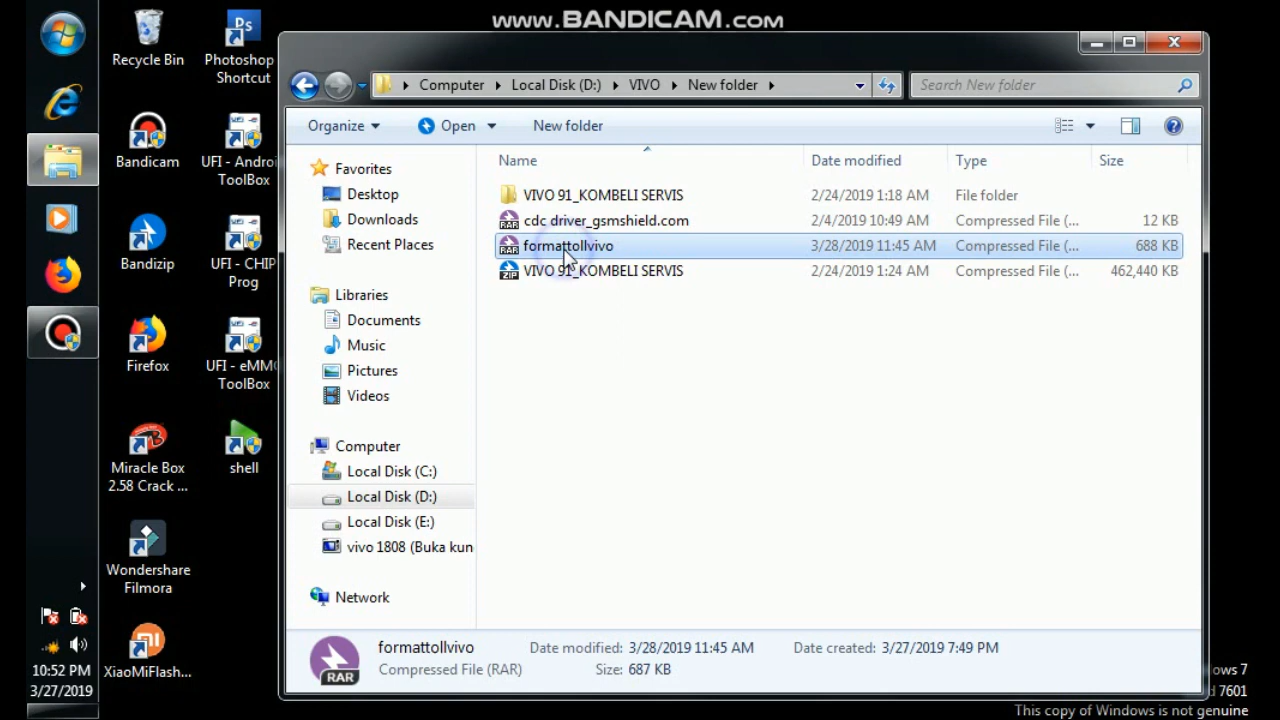 www.BANDICAM.com
Recycle Bin
Photoshop Shortcut
Bandicam
UFI - Androi ToolBox
Bandizip
UFI - CHIP Prog
Firefox
UFI - eMMC ToolBox
Miracle Box 2.58 Crack ...
shell
Wondershare Filmora
XiaoMiFlash...
10:52 PM
3/27/2019
Computer Local Disk (D:) VIVO New folder
Search New folder
Organize Open New folder
Favorites
Desktop
Downloads
Recent Places
Libraries
Documents
Music
Pictures
Videos
Computer
Local Disk (C:)
Local Disk (D:)
Local Disk (E:)
vivo 1808 (Buka kun
Network
Name Date modified Type Size
VIVO 91_KOMBELI SERVIS 2/24/2019 1:18 AM File folder
RAR cdc driver_gsmshield.com 2/4/2019 10:49 AM Compressed File (... 12 KB
RAR formattollvivo 3/28/2019 11:45 AM Compressed File (... 688 KB
ZIP VIVO 91_KOMBELI SERVIS 2/24/2019 1:24 AM Compressed File (... 462,440 KB
formattollvivo Date modified: 3/28/2019 11:45 AM Date created: 3/27/2019 7:49 PM
RAR Compressed File (RAR) Size: 687 KB
ows 7
7601
This copy of Windows is not genuine